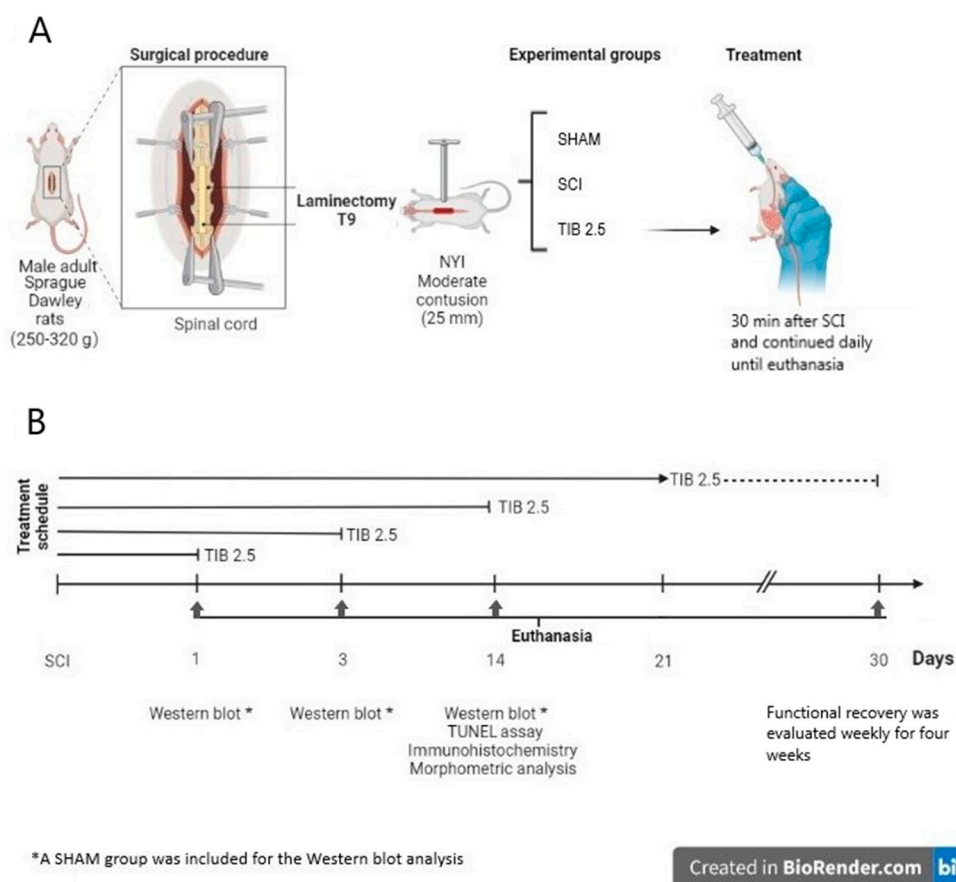 A
Surgical procedure
Experimental groups
Treatment
SHAM
SCI
TIB 2.5
Laminectomy
T9
Male adult
Sprague
Dawley
rats
(250-320 g)
Spinal cord
NYI
Moderate
contusion
(25 mm)
30 min after SCI
and continued daily
until euthanasia
B
Treatment
schedule
TIB 2.5
TIB 2.5
TIB 2.5
TIB 2.5
Euthanasia
SCI 1 3 14 21 30 Days
Western blot *
Western blot *
Western blot *
TUNEL assay
Immunohistochemistry
Morphometric analysis
Functional recovery was
evaluated weekly for four
weeks
*A SHAM group was included for the Western blot analysis
Created in BioRender.com bi